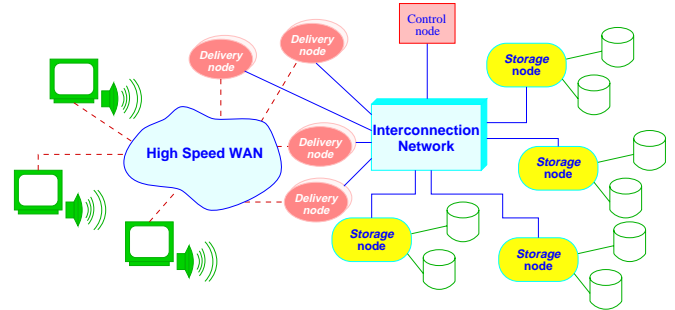 Control
node
Delivery
node
Delivery
node
Storage
node
Interconnection
Network
High Speed WAN
Delivery
node
Storage
node
Delivery
node
Storage
node
Storage
node